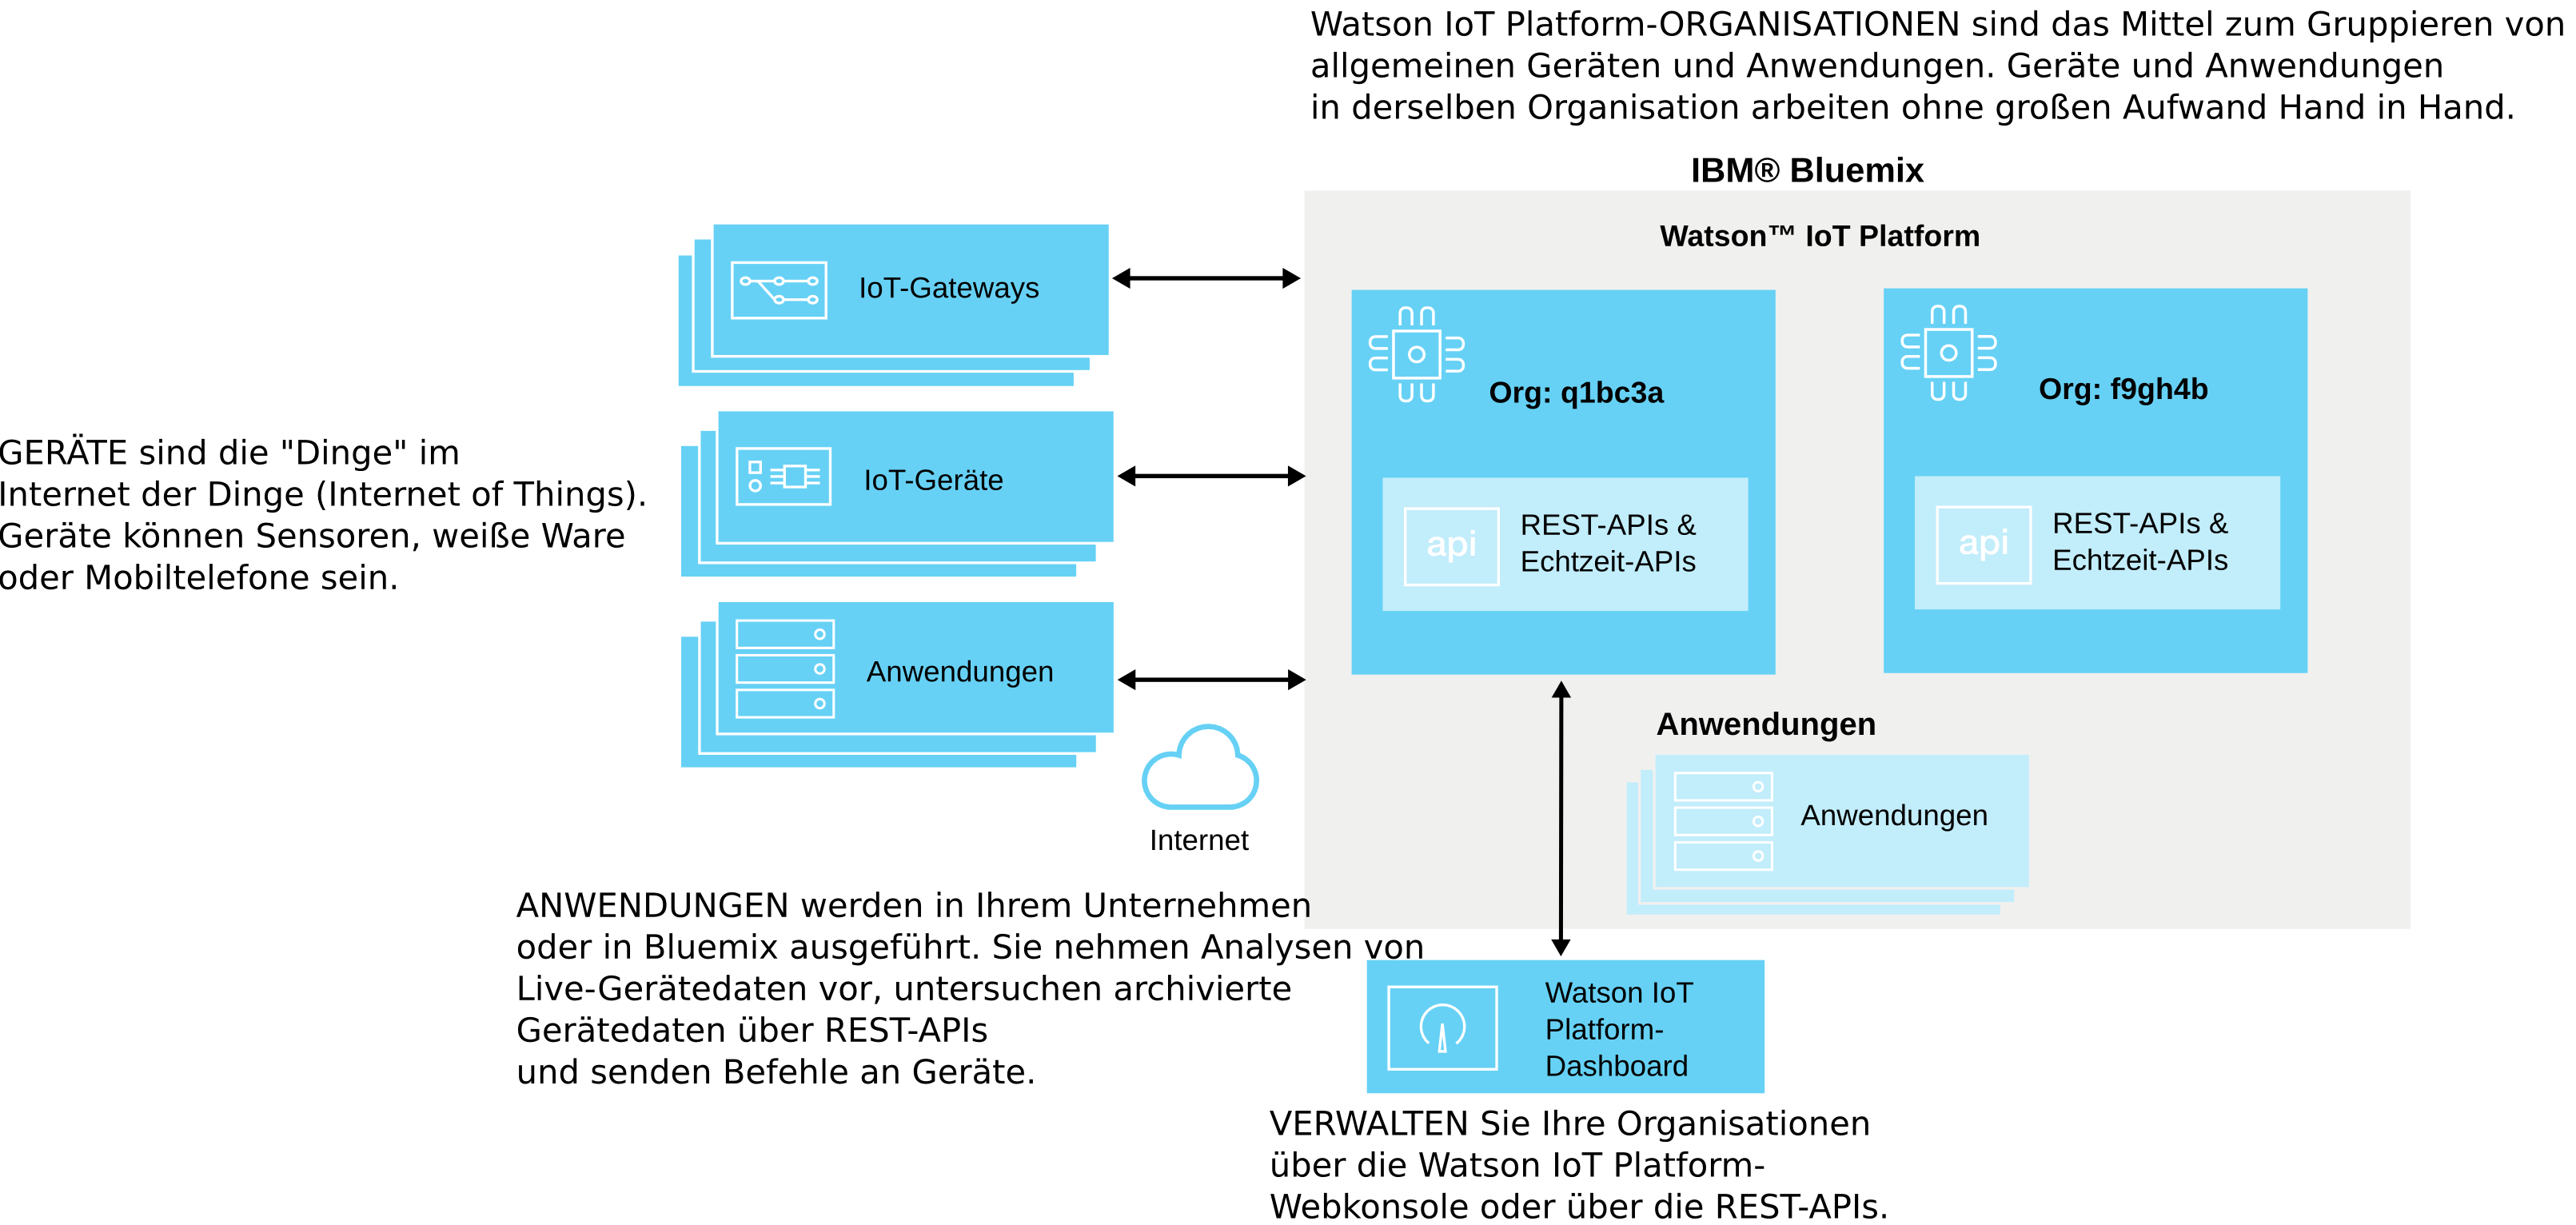 Watson IoT Platform-ORGANISATIONEN sind das Mittel zum Gruppieren von
allgemeinen Geräten und Anwendungen. Geräte und Anwendungen
in derselben Organisation arbeiten ohne großen Aufwand Hand in Hand.
IBM® Bluemix
Watson™ IoT Platform
IoT-Gateways
Org: q1bc3a
Org: f9gh4b
GERÄTE sind die "Dinge" im
Internet der Dinge (Internet of Things).
Geräte können Sensoren, weiße Ware
oder Mobiltelefone sein.
IoT-Geräte
api
REST-APIs &
Echtzeit-APIs
api
REST-APIs &
Echtzeit-APIs
Anwendungen
Anwendungen
Anwendungen
Internet
ANWENDUNGEN werden in Ihrem Unternehmen
oder in Bluemix ausgeführt. Sie nehmen Analysen von
Live-Gerätedaten vor, untersuchen archivierte
Gerätedaten über REST-APIs
und senden Befehle an Geräte.
Watson IoT
Platform-
Dashboard
VERWALTEN Sie Ihre Organisationen
über die Watson IoT Platform-
Webkonsole oder über die REST-APIs.